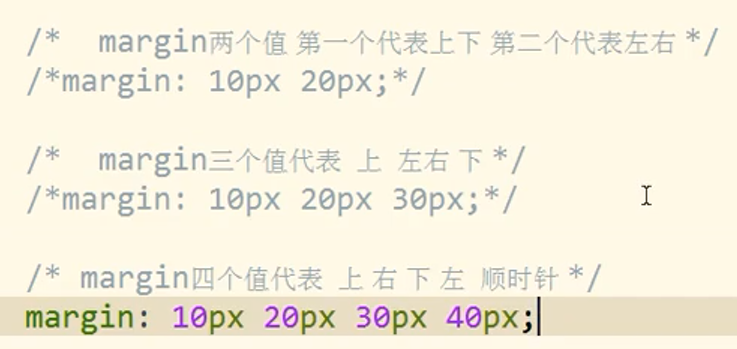 /*  margin两个值 第一个代表上下 第二个代表左右 */
/*margin: 10px 20px;*/
/*  margin三个值代表 上 左右 下 */
/*margin: 10px 20px 30px;*/
/* margin四个值代表 上 右 下 左 顺时针 */
margin: 10px 20px 30px 40px;